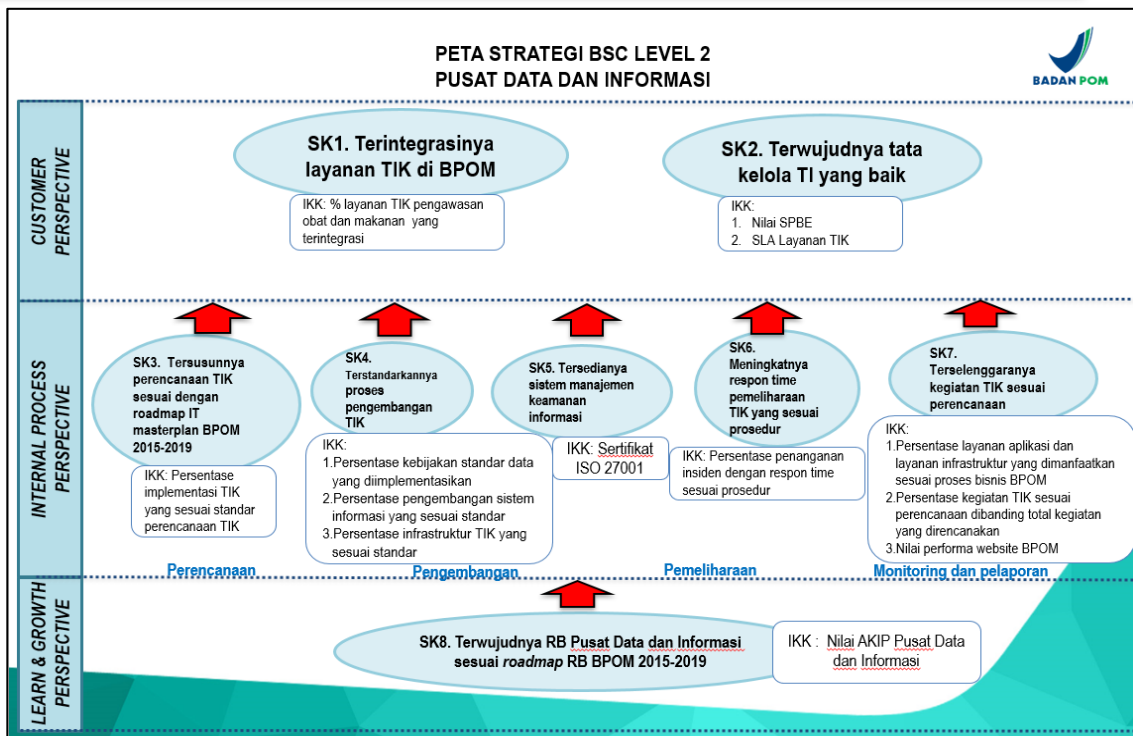 PETA STRATEGI BSC LEVEL 2
PUSAT DATA DAN INFORMASI
BADAN POM
CUSTOMER
PERSPECTIVE
SK1. Terintegrasinya
layanan TIK di BPOM
IKK: % layanan TIK pengawasan
obat dan makanan yang
terintegrasi
SK2. Terwujudnya tata
kelola TI yang baik
IKK:
1. Nilai SPBE
2. SLA Layanan TIK
INTERNAL PROCESS
PERSPECTIVE
SK3. Tersusunnya
perencanaan TIK
sesuai dengan
roadmap IT
masterplan BPOM
2015-2019
IKK: Persentase
implementasi TIK
yang sesuai standar
perencanaan TIK
SK4.
Terstandarkannya
proses
pengembangan
TIK
IKK:
1.Persentase kebijakan standar data
yang diimplementasikan
2.Persentase pengembangan sistem
informasi yang sesuai standar
3.Persentase infrastruktur TIK yang
sesuai standar
SK5. Tersedianya
sistem manajemen
keamanan
informasi
IKK: Sertifikat
ISO 27001
SK6.
Meningkatnya
respon time
pemeliharaan
TIK yang sesuai
prosedur
IKK: Persentase penanganan
insiden dengan respon time
sesuai prosedur
SK7.
Terselenggaranya
kegiatan TIK sesuai
perencanaan
IKK:
1.Persentase layanan aplikasi dan
layanan infrastruktur yang dimanfaatkan
sesuai proses bisnis BPOM
2.Persentase kegiatan TIK sesuai
perencanaan dibanding total kegiatan
yang direncanakan
3.Nilai performa website BPOM
Perencanaan
Pengembangan
Pemeliharaan
Monitoring dan pelaporan
LEARN & GROWTH
PERSPECTIVE
SK8. Terwujudnya RB Pusat Data dan Informasi
sesuai roadmap RB BPOM 2015-2019
IKK : Nilai AKIP Pusat Data
dan Informasi